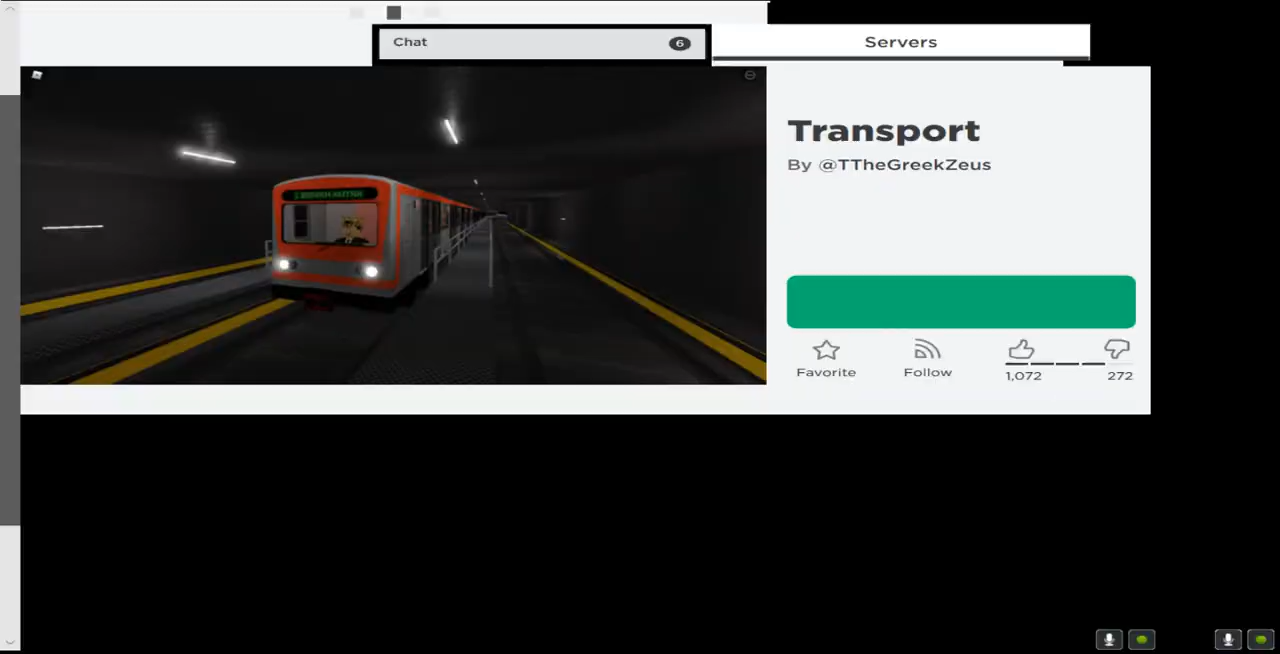 Chat
6
Servers
Transport
By @TTheGreekZeus
Favorite
Follow
1,072
272